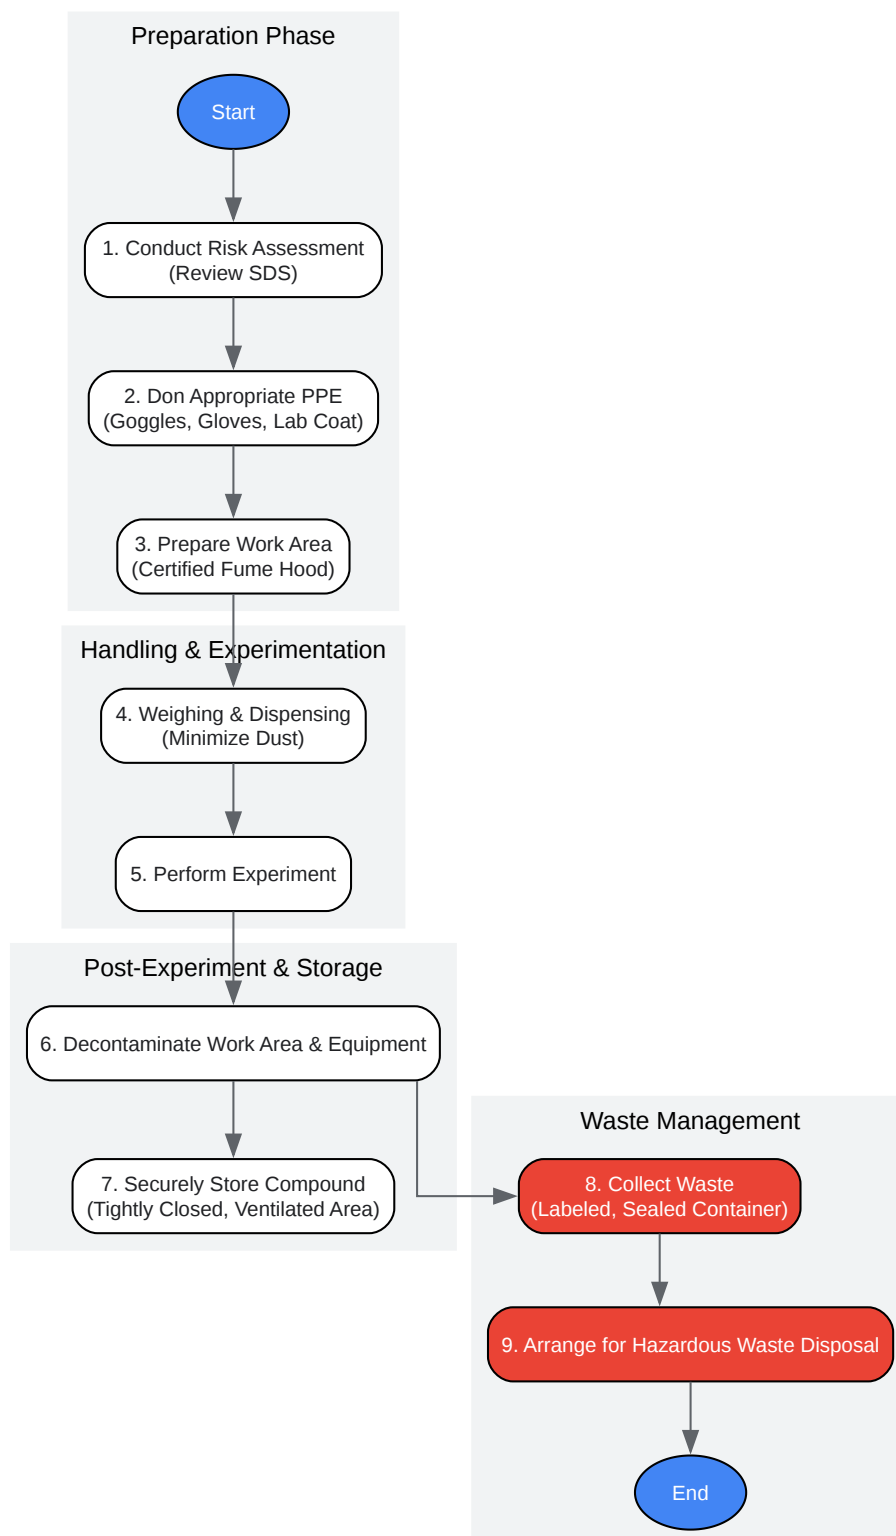 Preparation Phase
Start
1. Conduct Risk Assessment
(Review SDS)
2. Don Appropriate PPE
(Goggles, Gloves, Lab Coat)
3. Prepare Work Area
(Certified Fume Hood)
Handling & Experimentation
4. Weighing & Dispensing
(Minimize Dust)
5. Perform Experiment
Post-Experiment & Storage
6. Decontaminate Work Area & Equipment
7. Securely Store Compound
(Tightly Closed, Ventilated Area)
Waste Management
8. Collect Waste
(Labeled, Sealed Container)
9. Arrange for Hazardous Waste Disposal
End